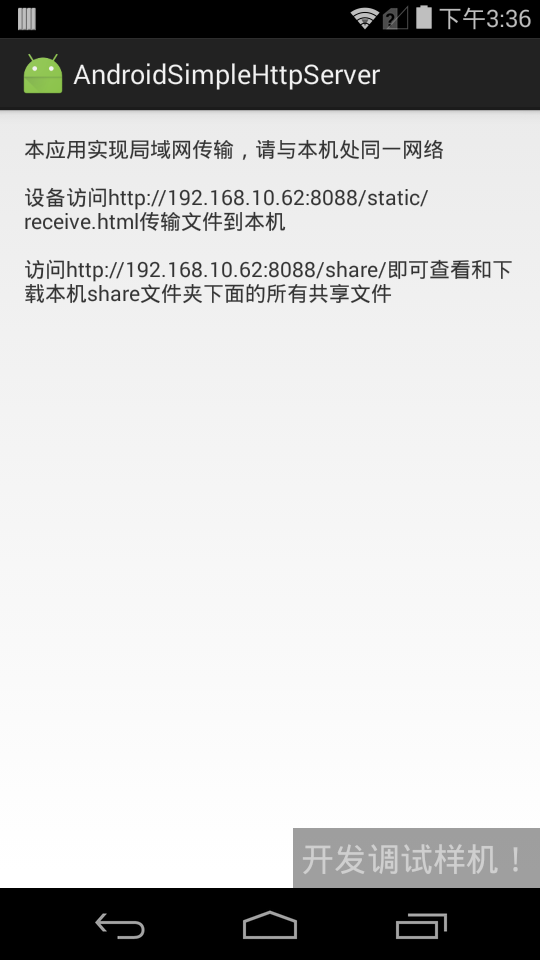 下午3:36
AndroidSimpleHttpServer
本应用实现局域网传输，请与本机处同一网络
设备访问http://192.168.10.62:8088/static/
receive.html传输文件到本机
访问http://192.168.10.62:8088/share/即可查看和下
载本机share文件夹下面的所有共享文件
开发调试样机！